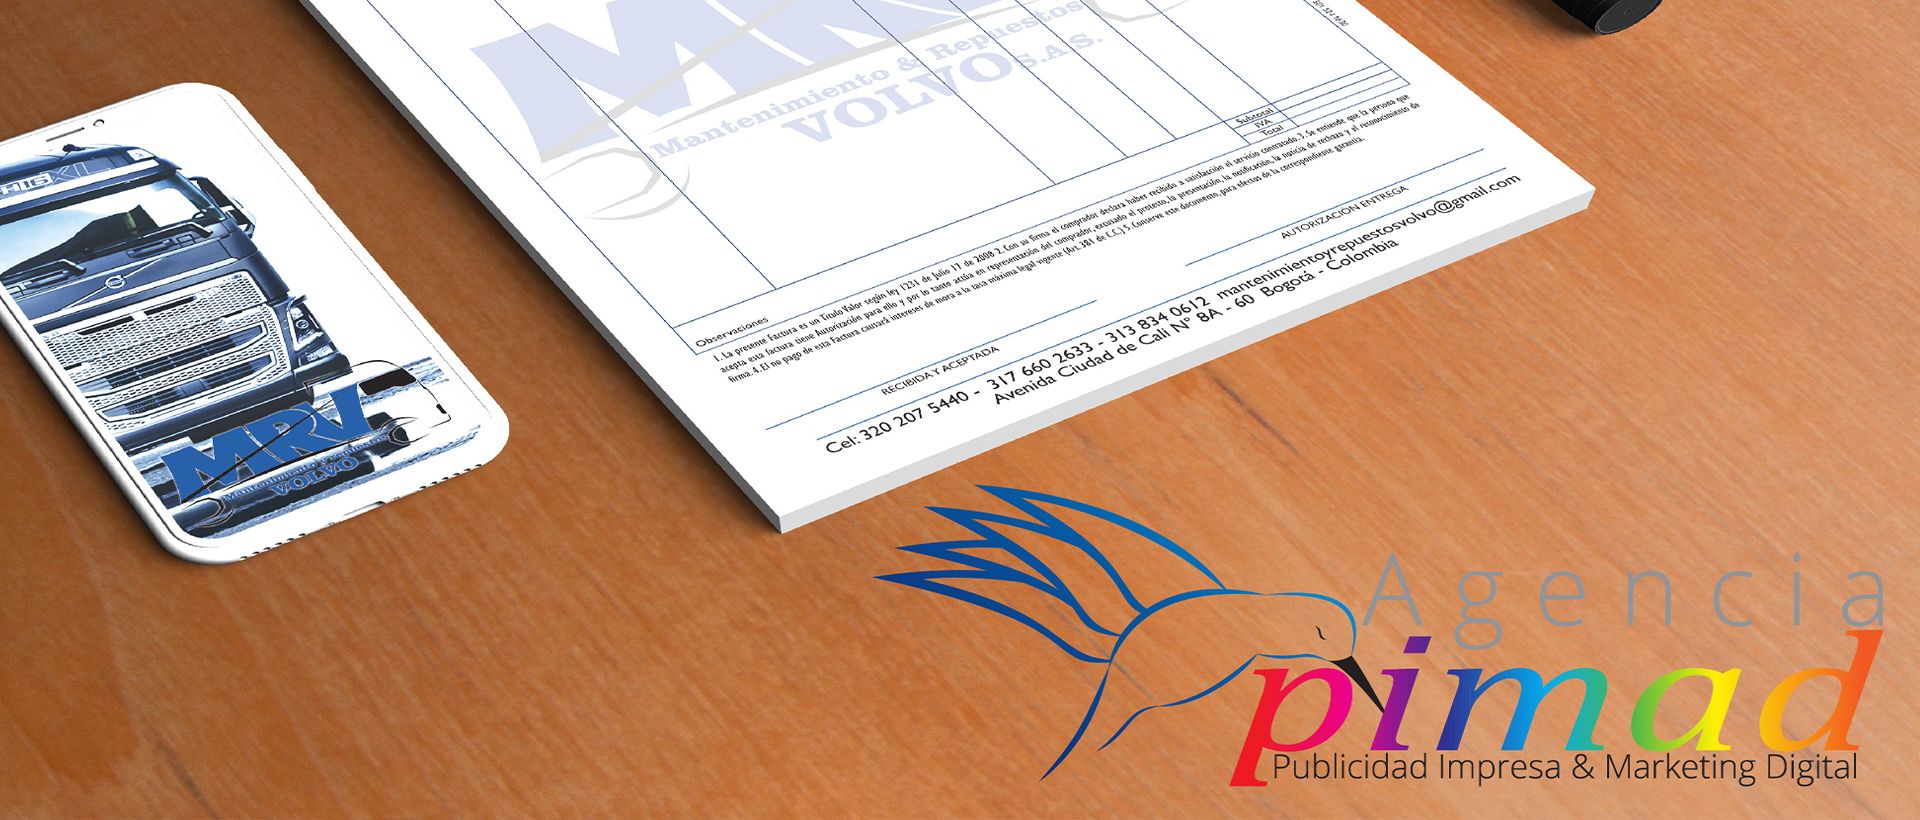 MRV
Mantenimiento & Repuestos
VOLVO S.A.S.
Subtotal
IVA
Total
Observaciones
1. La presente Factura es un Titulo Valor según ley 1231 de Julio 17 de 2008 2. Con su firma el comprador declara haber recibido a satisfacción el servicio contratado. 3. Se entiende que la persona que
acepta esta factura tiene Autorización para ello y por lo tanto actúa en representación del comprador, excusado el protesto, la presentación, la notificación, la noticia de rechazo y el reconocimiento de
firma. 4. El no pago de esta Factura causará intereses de mora a la tasa máxima legal vigente (Art. 381 de C.C.) 5. Conserve este documento, para efectos de la correspondiente garantia.
RECIBIDA Y ACEPTADA
AUTORIZACIÓN ENTREGA
Cel: 320 207 5440 - 317 660 2633 - 313 834 0612 mantenimientoyrepuestosvolvo@gmail.com
Avenida Ciudad de Cali N° 8A - 60 Bogotá - Colombia
XL
MRV
Mantenimiento y repuestos
VOLVO
Agencia
pimad
Publicidad Impresa & Marketing Digital